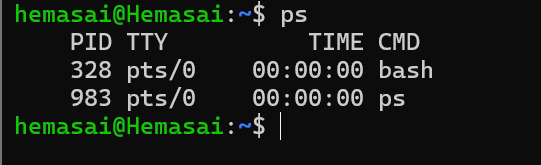 hemasai@Hemasai:~$ ps
    PID TTY          TIME CMD
    328 pts/0    00:00:00 bash
    983 pts/0    00:00:00 ps
hemasai@Hemasai:~$